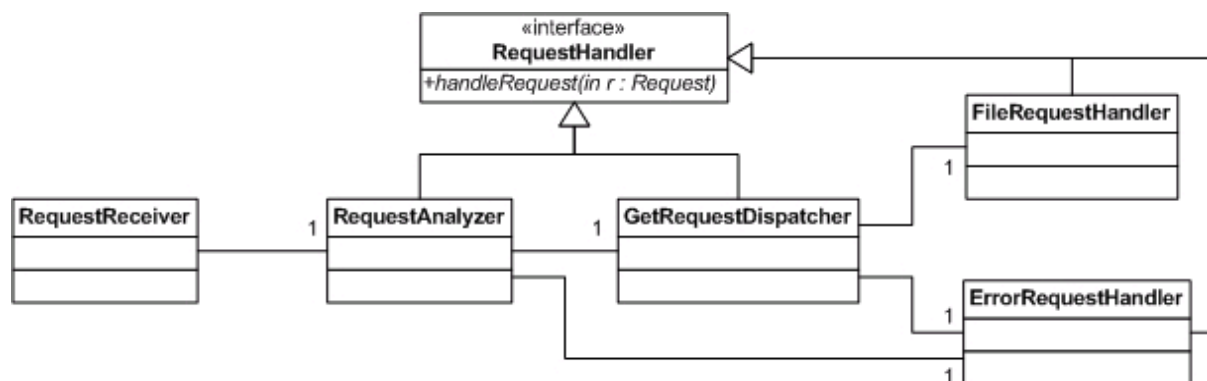 «interface»
RequestHandler
+handleRequest(in r : Request)
FileRequestHandler
1
RequestReceiver
1
RequestAnalyzer
1
GetRequestDispatcher
ErrorRequestHandler
1
1